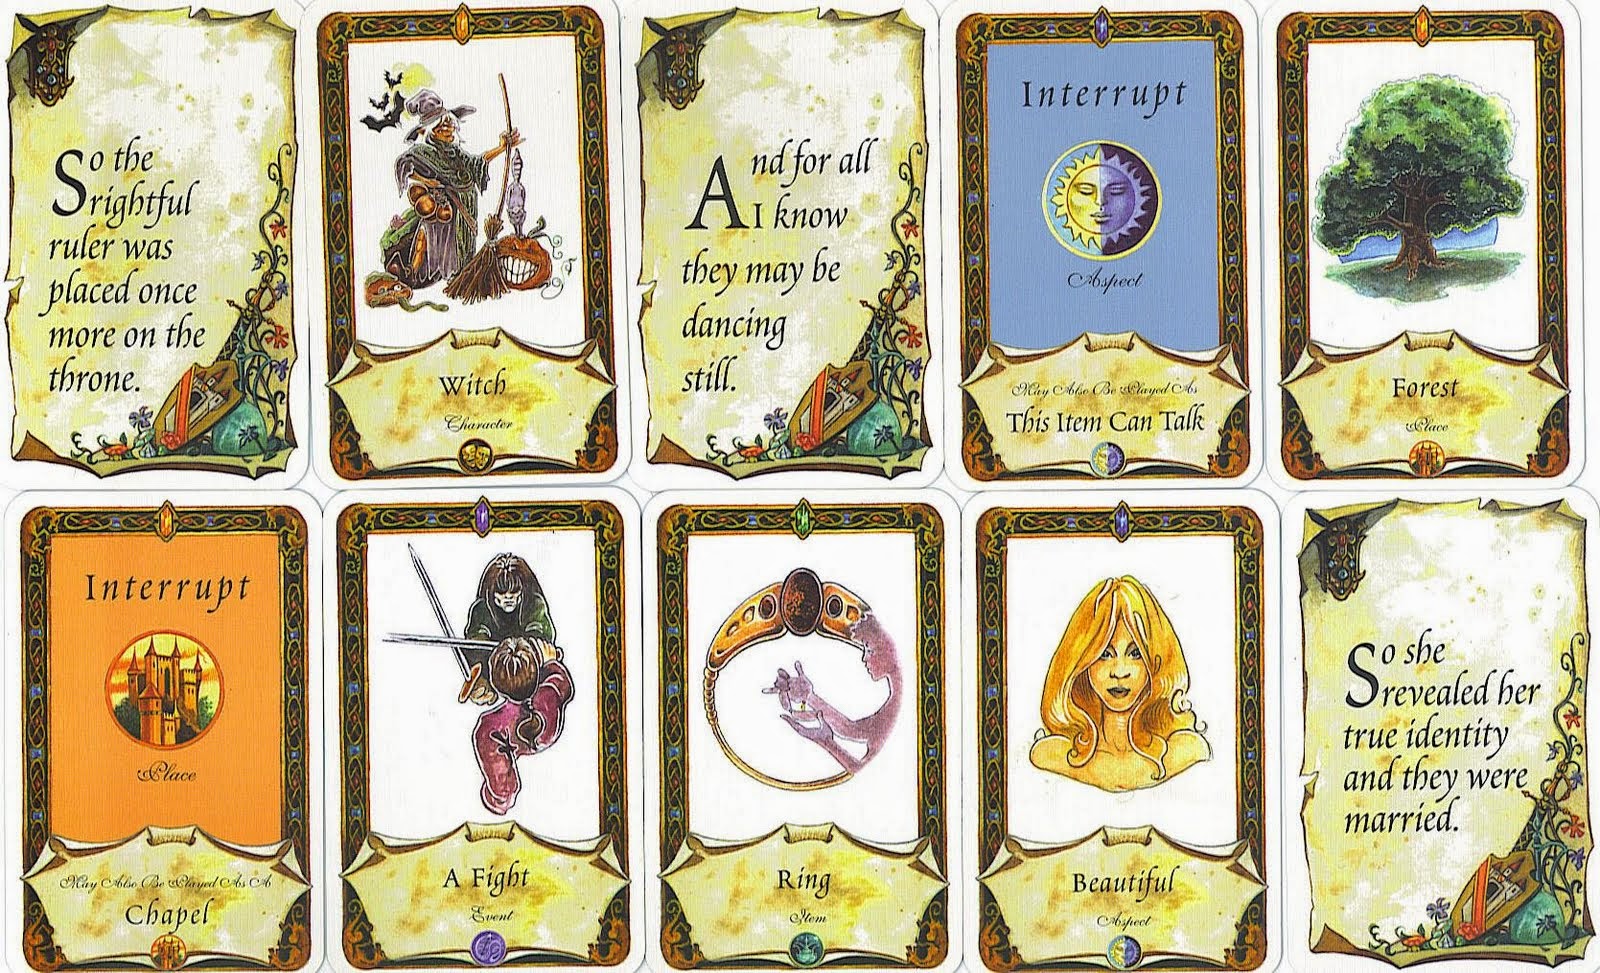 So the
rightful
ruler was
placed once
more on the
throne.
Witch
Character
And for all
I know
they may be
dancing
still.
Interrupt
Aspect
May Also Be Played As
This Item Can Talk
Forest
Place
Interrupt
Place
May Also Be Played As A
Chapel
A Fight
Event
Ring
Item
Beautiful
Aspect
So she
revealed her
true identity
and they were
married.